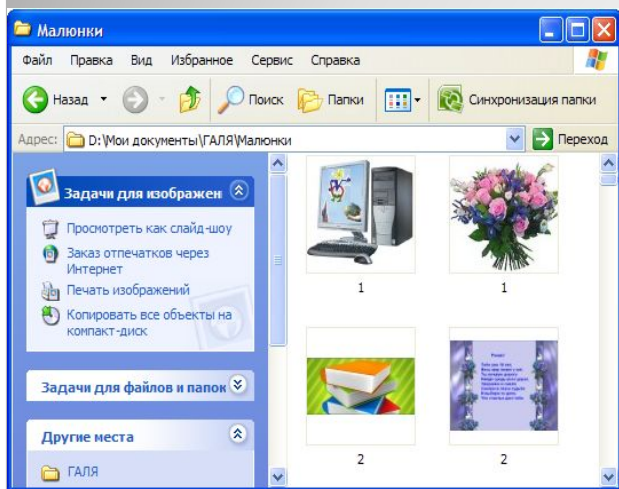 Малюнки
Файл Правка Вид Избранное Сервис Справка
Назад Поиск Папки Синхронизация папки
Адрес: D:\Мои документы\ГАЛЯ\Малюнки Переход
Задачи для изображен
Просмотреть как слайд-шоу
Заказ отпечатков через
Интернет
Печать изображений
Копировать все объекты на
компакт-диск
Задачи для файлов и папок
Другие места
ГАЛЯ
1 1
2 2